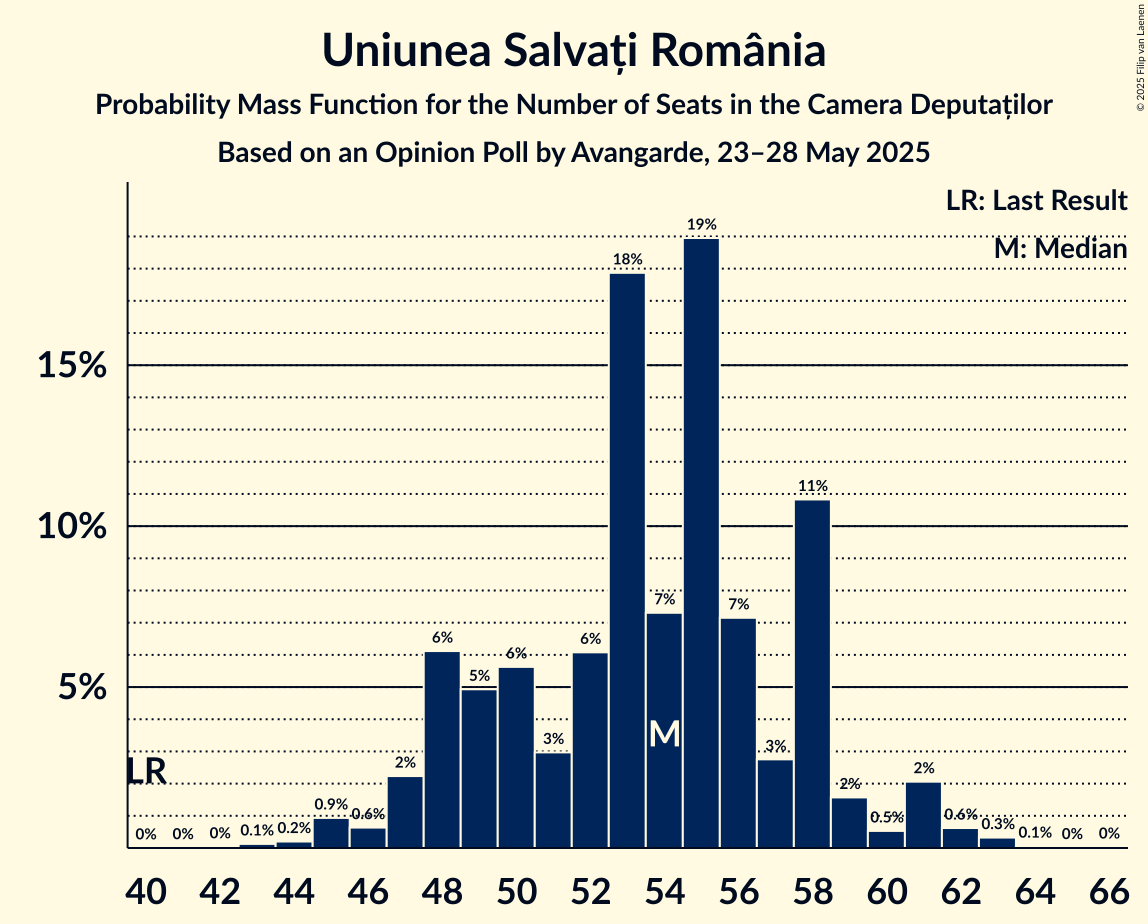 Uniunea Salvați România
Probability Mass Function for the Number of Seats in the Camera Deputaților
Based on an Opinion Poll by Avangarde, 23–28 May 2025
© 2025 Filip van Laenen
LR: Last Result
M: Median
19%
18%
15%
11%
10%
7%
7%
6%
6%
6%
5%
5%
M
3%
3%
LR
2%
2%
2%
0.9%
0.6%
0.5%
0.6%
0.3%
0% 0% 0% 0.1% 0.2% 0.1% 0% 0%
40 42 44 46 48 50 52 54 56 58 60 62 64 66